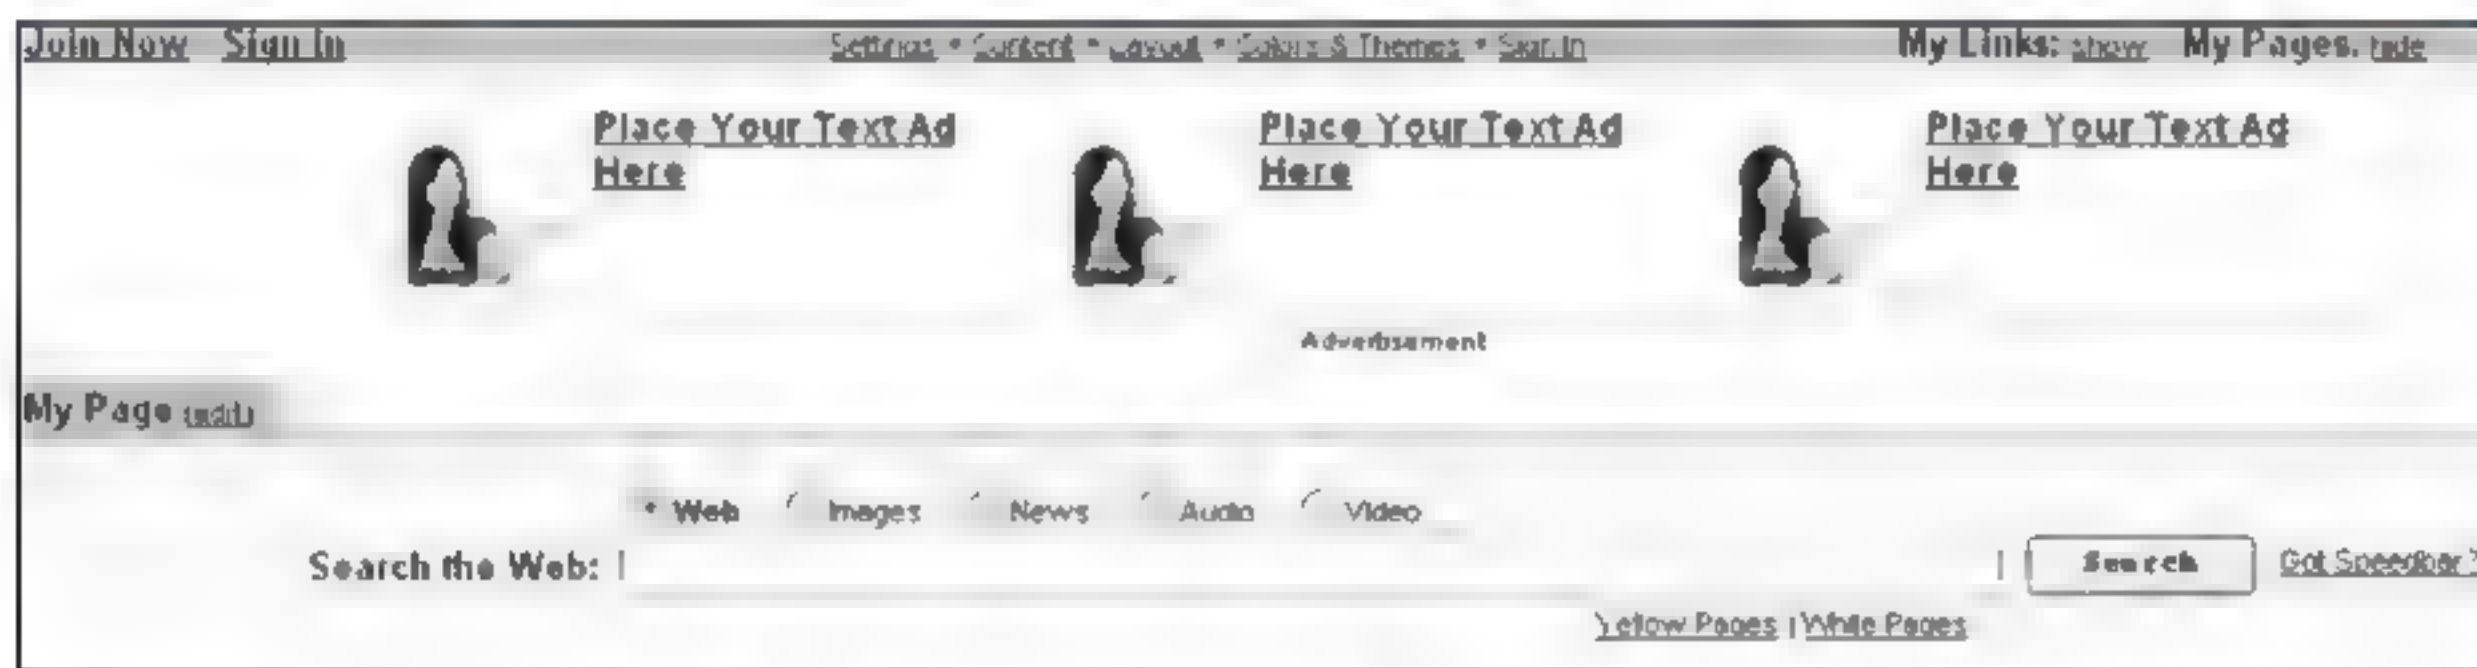 Join Now Sign In Settings • Content • Layout • Colors & Themes • Sign In My Links: show My Pages: hide
Place Your Text Ad Place Your Text Ad Place Your Text Ad
Here Here Here
Advertisement
My Page (edit)
Web Images News Audio Video
Search the Web: Search Got Speedbar?
Yellow Pages | White Pages